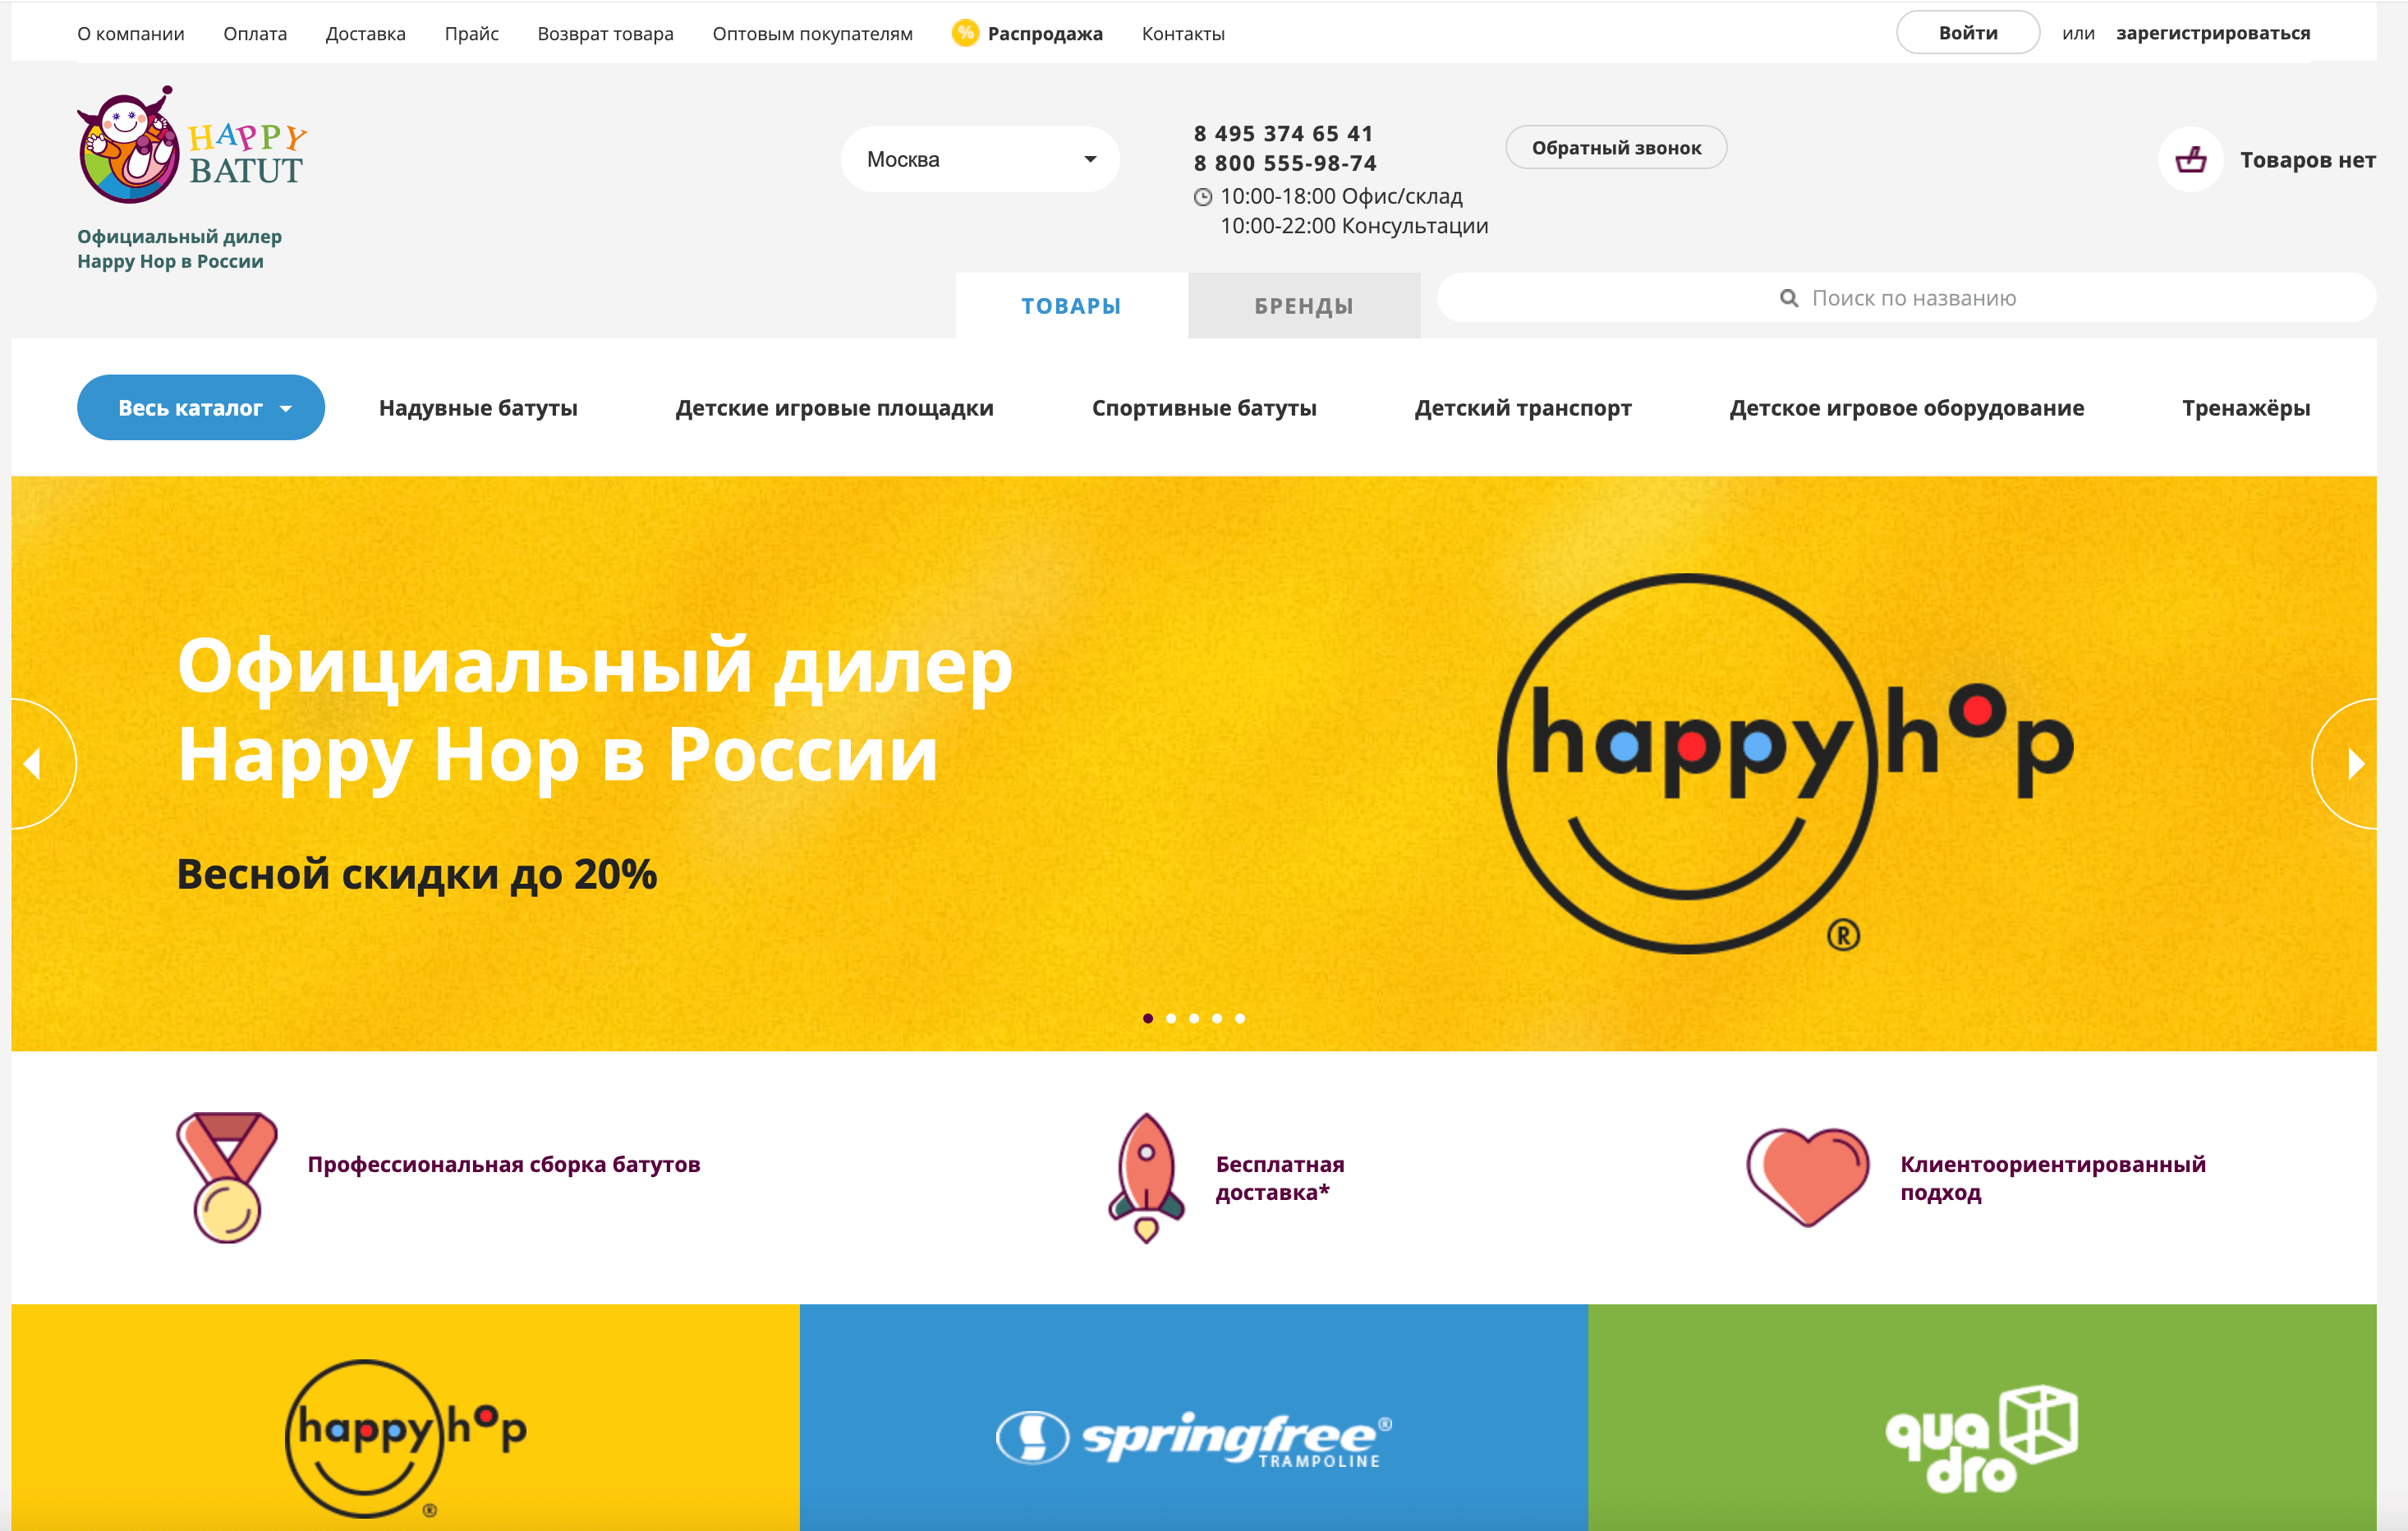 О компании Оплата Доставка Прайс Возврат товара Оптовым покупателям % Распродажа Контакты Войти или зарегистрироваться
HAPPY
BATUT
Официальный дилер
Happy Hop в России
Москва
8 495 374 65 41
8 800 555-98-74
10:00-18:00 Офис/склад
10:00-22:00 Консультации
Обратный звонок
Товаров нет
ТОВАРЫ БРЕНДЫ Поиск по названию
Весь каталог Надувные батуты Детские игровые площадки Спортивные батуты Детский транспорт Детское игровое оборудование Тренажёры
Официальный дилер
Happy Hop в России
Весной скидки до 20%
happy hop
®
Профессиональная сборка батутов
Бесплатная
доставка*
Клиентоориентированный
подход
happy hop
®
springfree®
TRAMPOLINE
qua
dro